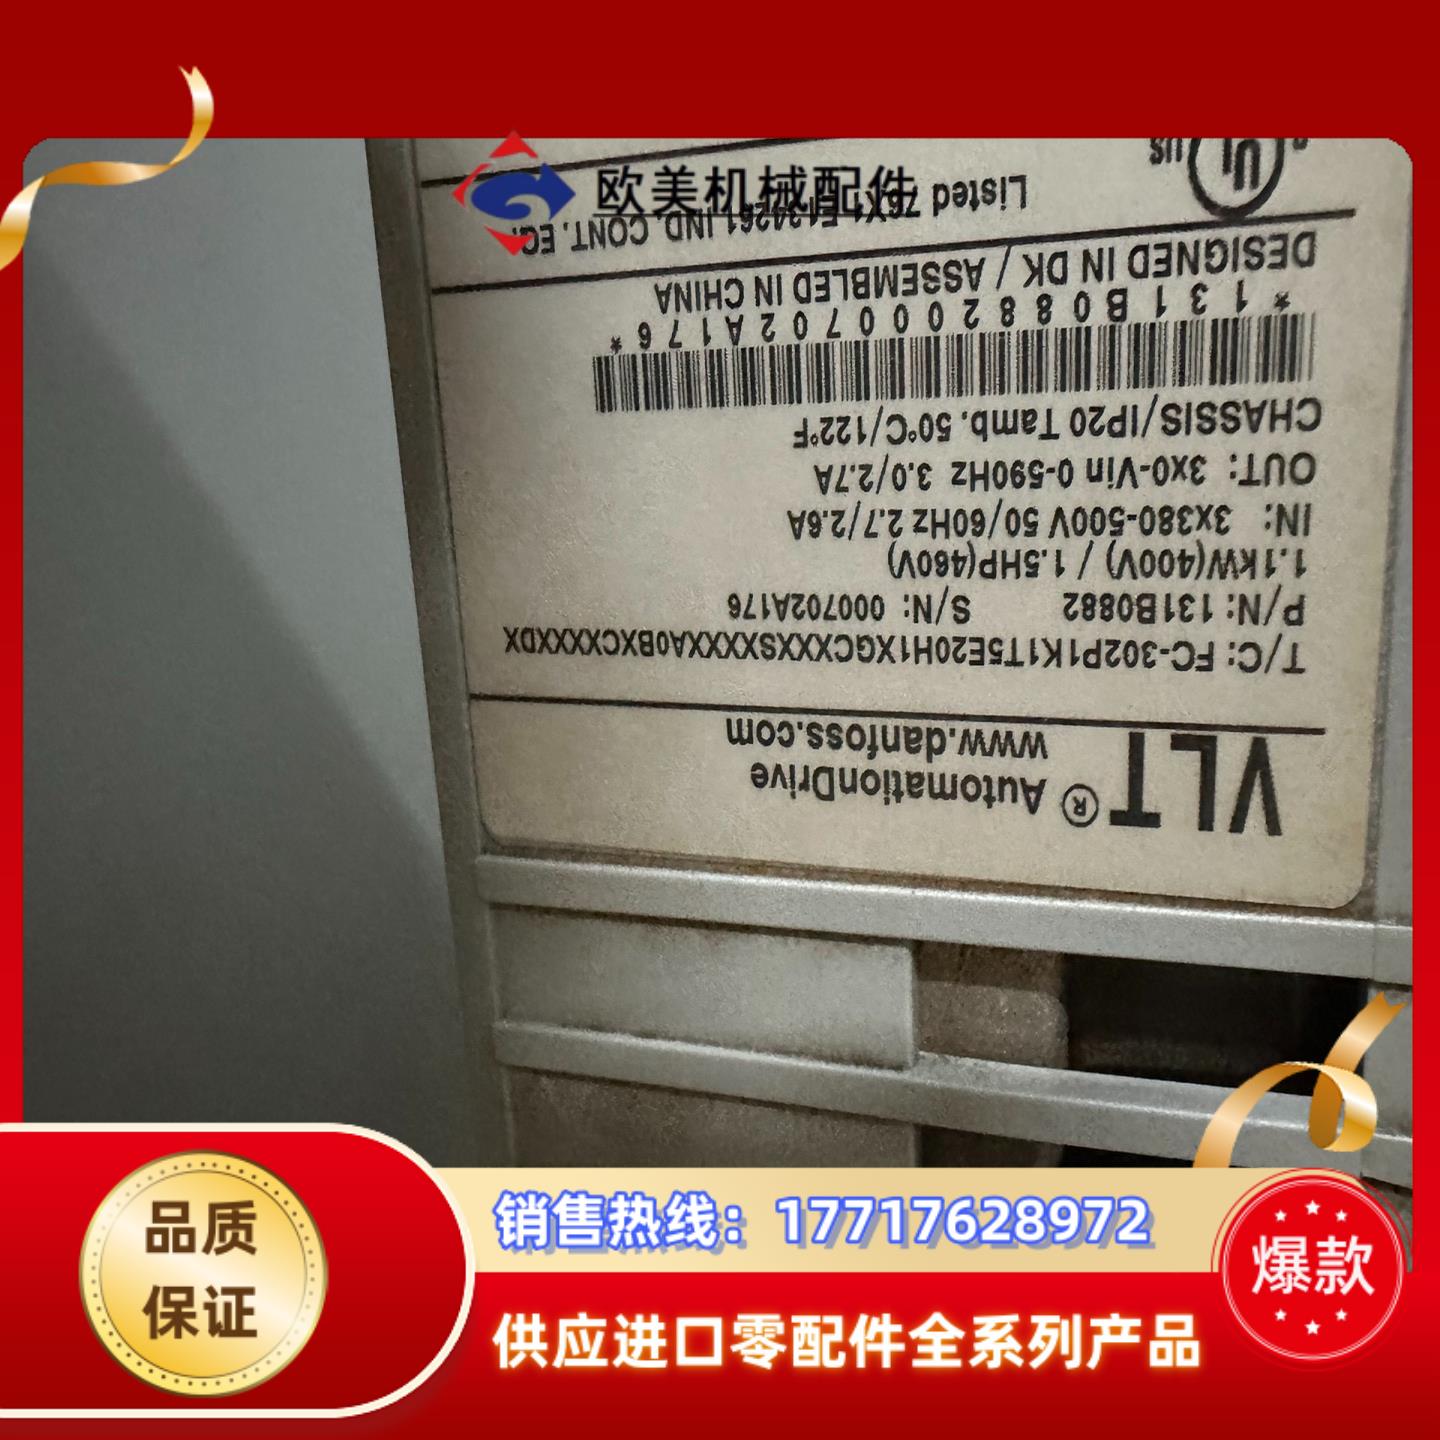 欧美机械配件
VLT® AutomationDrive
www.danfoss.com
T/C: FC-302P1K1T5E20H1XGCXXXSXXXXA0BXCXXXXDX
P/N: 131B0882 S/N: 000702A176
1.1kW(400V) / 1.5HP(460V)
IN: 3x380-500V 50/60Hz 2.7/2.6A
OUT: 3x0-Vin 0-590Hz 3.0/2.7A
CHASSIS/IP20 Tamb. 50°C/122°F
*131B0882000702A176*
DESIGNED IN DK / ASSEMBLED IN CHINA
UL US Listed 76X1 E134261 IND. CONT. EQ.
品质
保证
销售热线：17717628972
供应进口零配件全系列产品
爆款